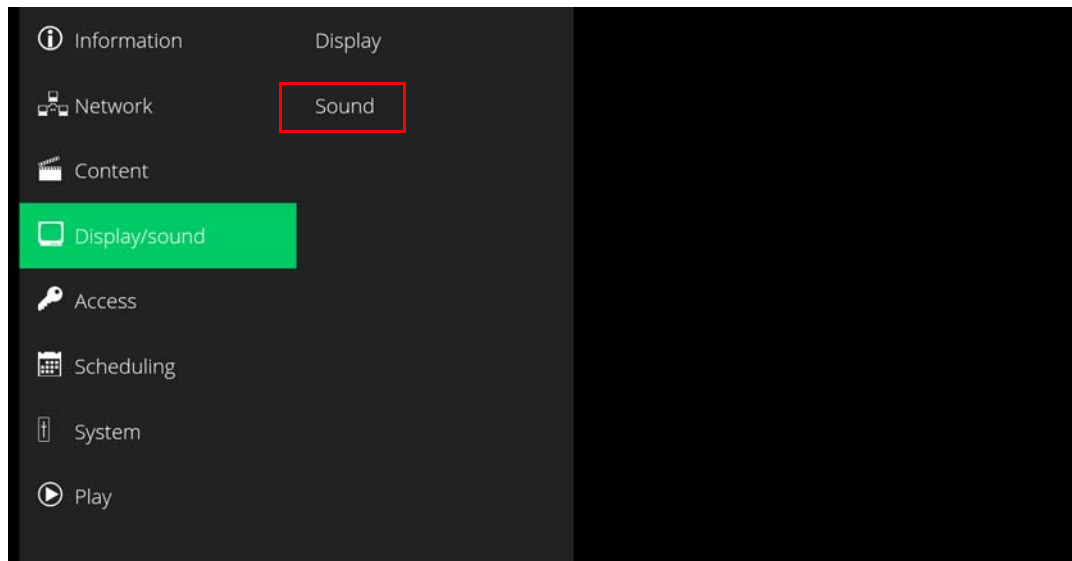 Information
Network
Content
Display/sound
Access
Scheduling
System
Play
Display
Sound